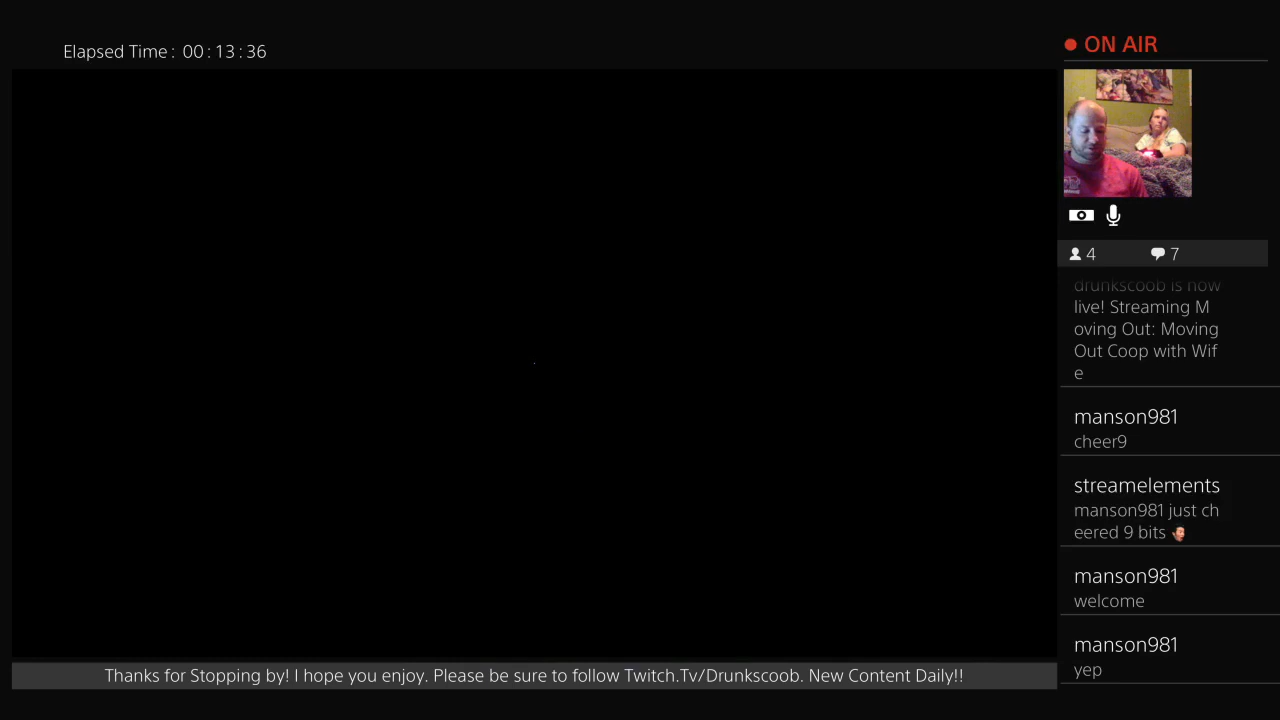 Elapsed Time: 00:13:36
ON AIR
4 7
drunkscoob is now
live! Streaming M
oving Out: Moving
Out Coop with Wif
e
manson981
cheer9
streamelements
manson981 just ch
eered 9 bits
manson981
welcome
manson981
yep
Thanks for Stopping by! I hope you enjoy. Please be sure to follow Twitch.Tv/Drunkscoob. New Content Daily!!